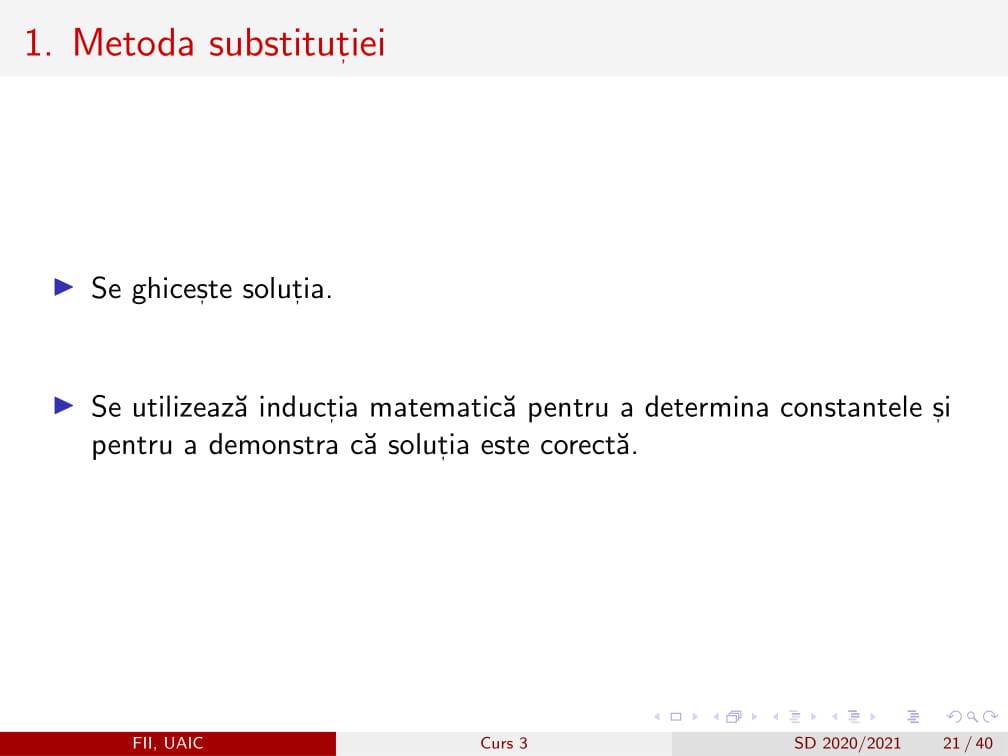 1. Metoda substituției
Se ghicește soluția.
Se utilizează inducția matematică pentru a determina constantele și
pentru a demonstra că soluția este corectă.
FII, UAIC
Curs 3
SD 2020/2021
21 / 40